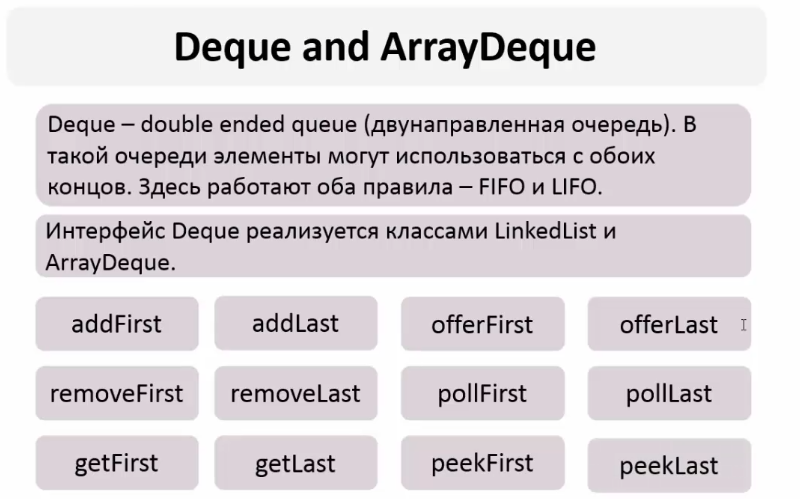 Deque and ArrayDeque
Deque – double ended queue (двунаправленная очередь). В
такой очереди элементы могут использоваться с обоих
концов. Здесь работают оба правила – FIFO и LIFO.
Интерфейс Deque реализуется классами LinkedList и
ArrayDeque.
addFirst addLast offerFirst offerLast
removeFirst removeLast pollFirst pollLast
getFirst getLast peekFirst peekLast